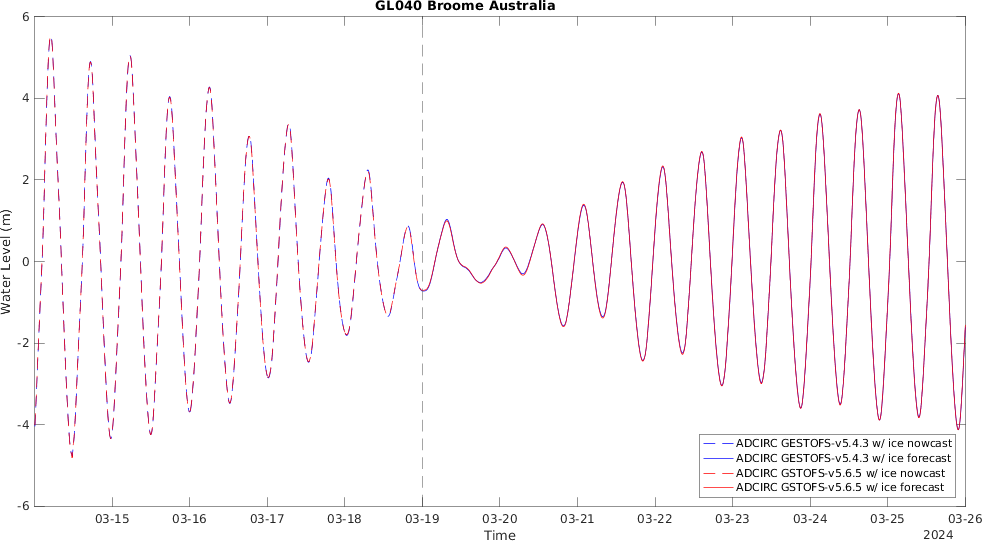 GL040 Broome Australia
6
4
2
0
-2
-4
-6
Water Level (m)
03-15 03-16 03-17 03-18 03-19 03-20 03-21 03-22 03-23 03-24 03-25 03-26
Time
2024
ADCIRC GESTOFS-v5.4.3 w/ ice nowcast
ADCIRC GESTOFS-v5.4.3 w/ ice forecast
ADCIRC GSTOFS-v5.6.5 w/ ice nowcast
ADCIRC GSTOFS-v5.6.5 w/ ice forecast